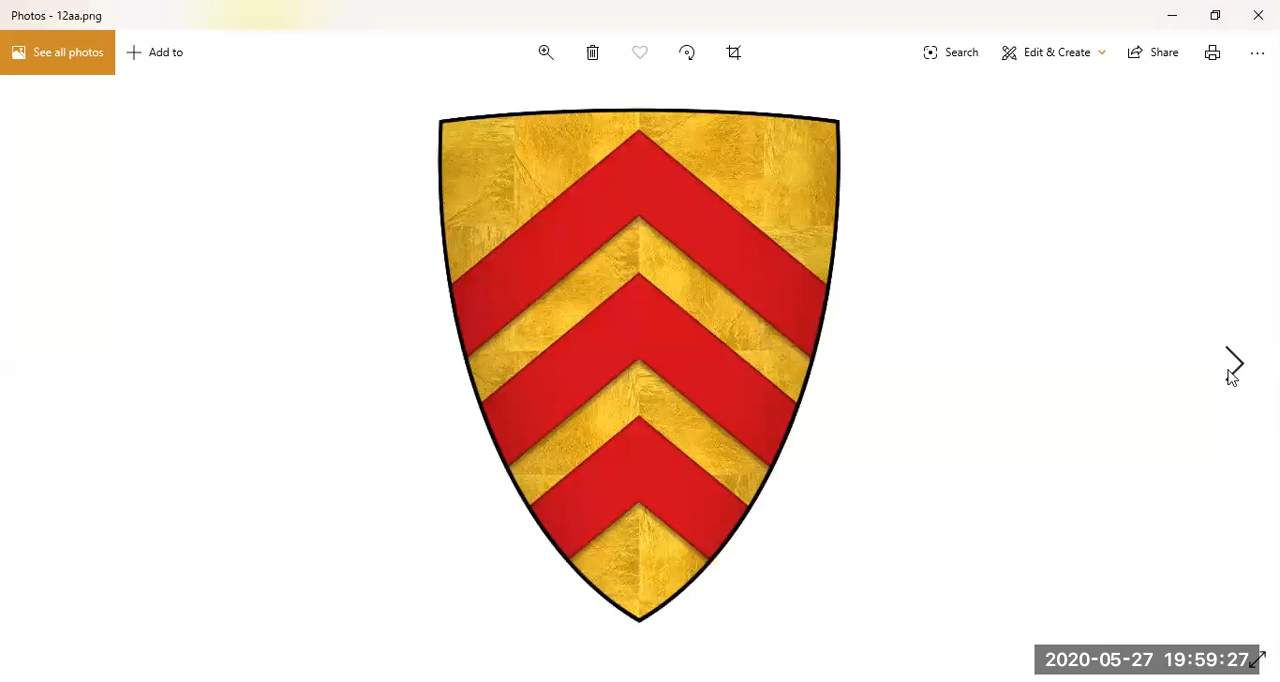 Photos - 12aa.png
See all photos
Add to
Search
Edit & Create
Share
2020-05-27 19:59:27